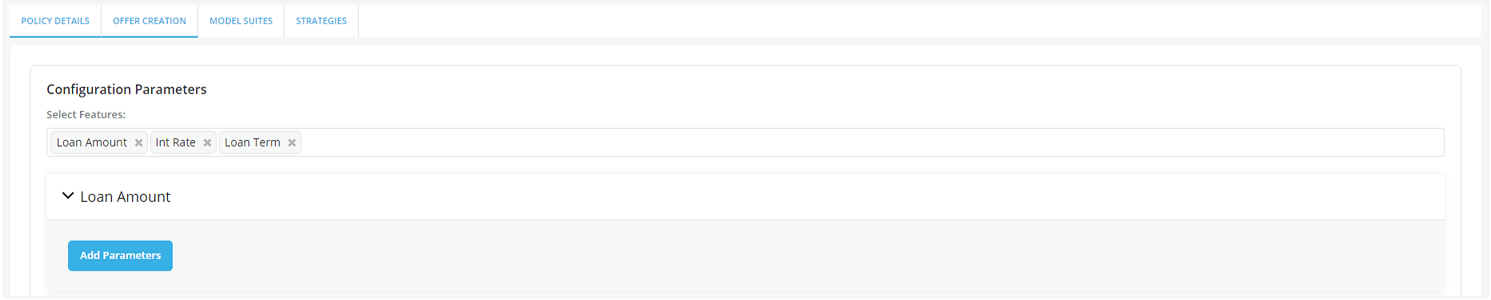 POLICY DETAILS OFFER CREATION MODEL SUITES STRATEGIES
Configuration Parameters
Select Features:
Loan Amount × Int Rate × Loan Term ×
Loan Amount
Add Parameters